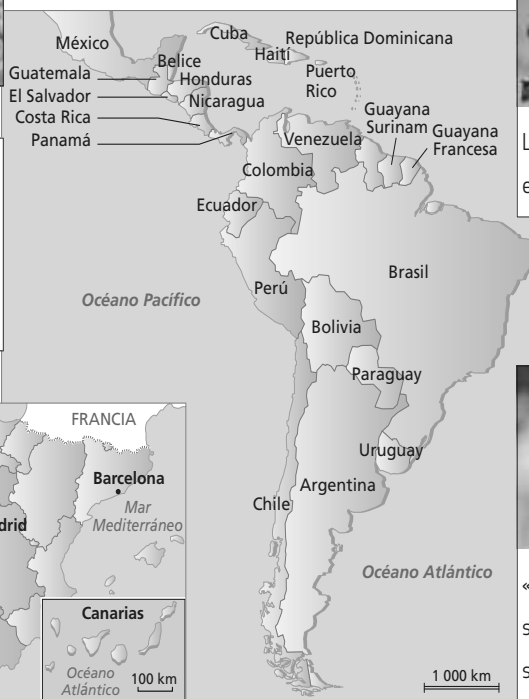 Cuba
República Dominicana
México
Haití
Belice
Guatemala
Honduras
Puerto
Rico
El Salvador
Nicaragua
Costa Rica
Panamá
Guayana
Surinam
Guayana
Francesa
Venezuela
Colombia
Ecuador
Brasil
Perú
Océano Pacífico
Bolivia
Paraguay
Uruguay
Argentina
Chile
Océano Atlántico
1 000 km
FRANCIA
Barcelona
Mar
Mediterráneo
drid
Canarias
Océano
Atlántico
100 km
L
e
«
s
s